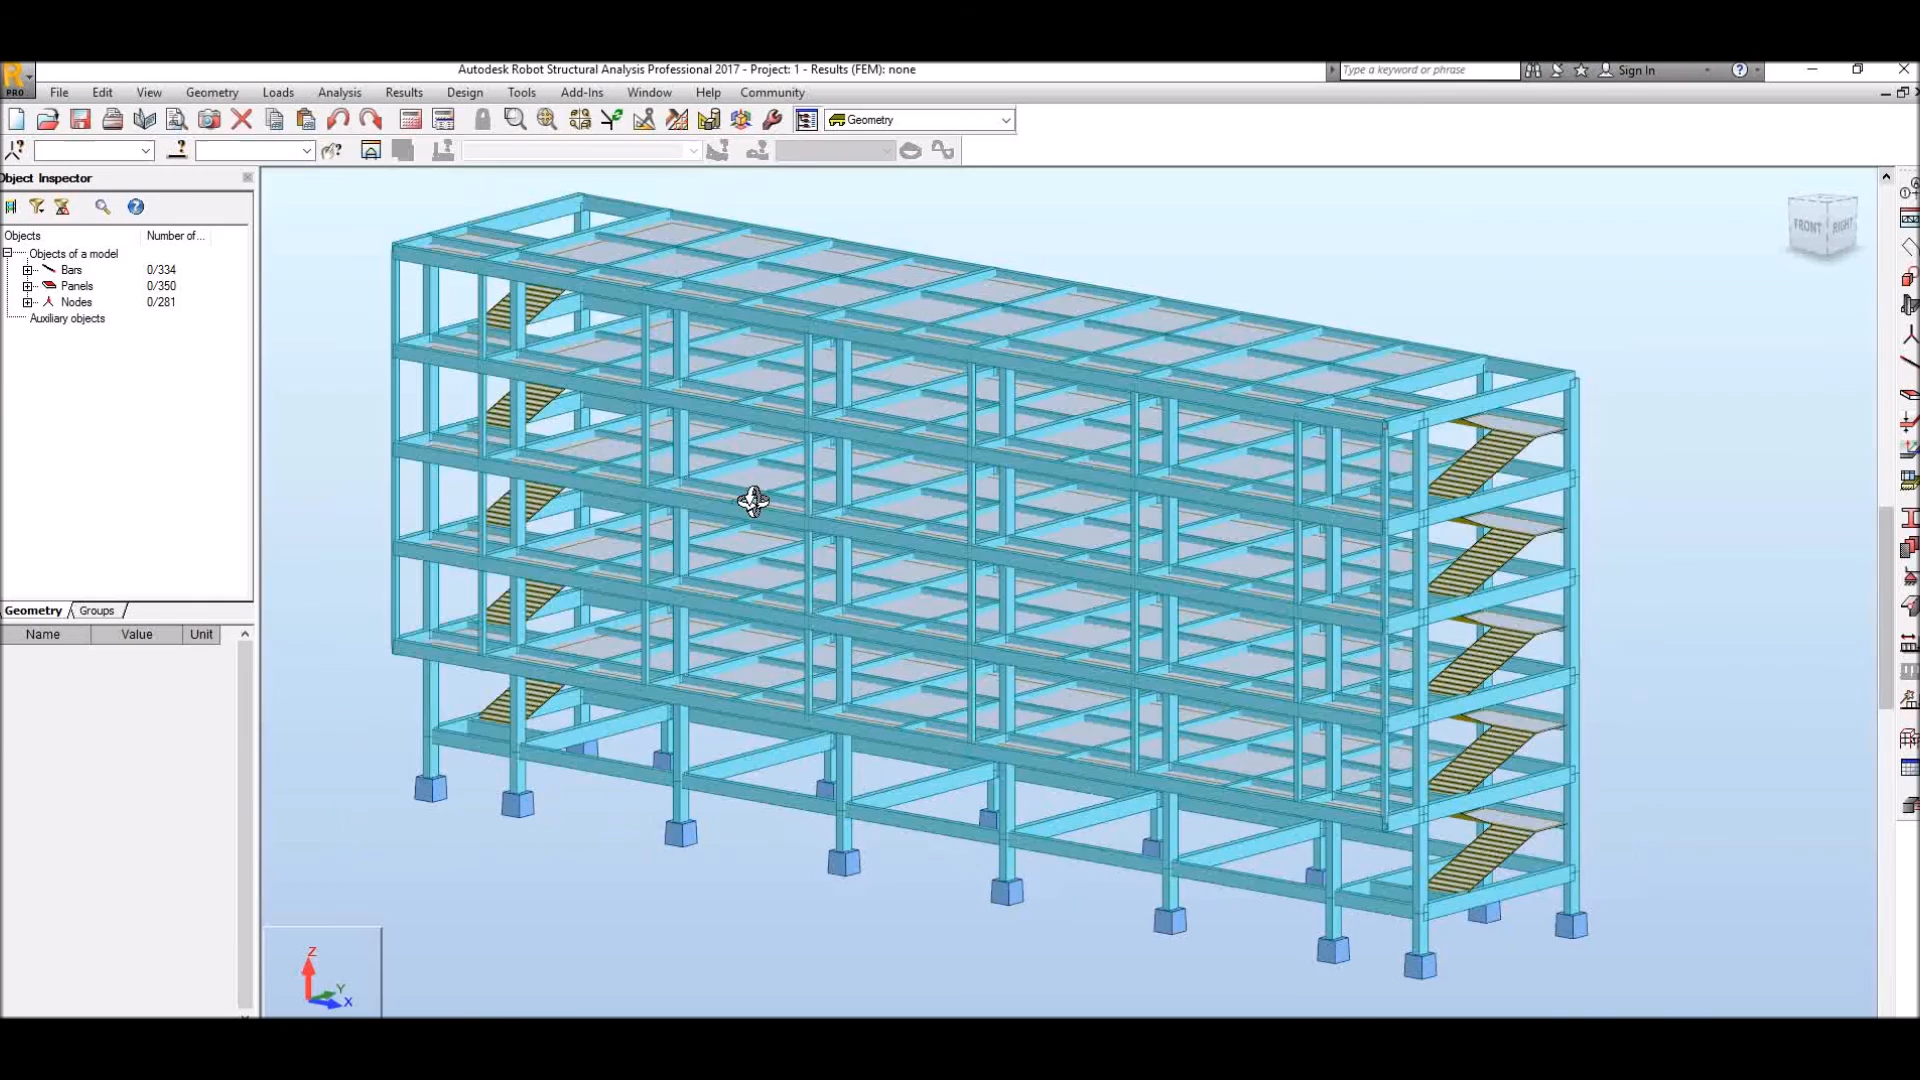 Autodesk Robot Structural Analysis Professional 2017 - Project: 1 - Results (FEM): none
Type a keyword or phrase
Sign In
PRO
File Edit View Geometry Loads Analysis Results Design Tools Add-Ins Window Help Community
Geometry
Object Inspector
Objects Number of...
Objects of a model
Bars 0/334
Panels 0/350
Nodes 0/281
Auxiliary objects
Geometry Groups
Name Value Unit
FRONT RIGHT
Z
Y
X